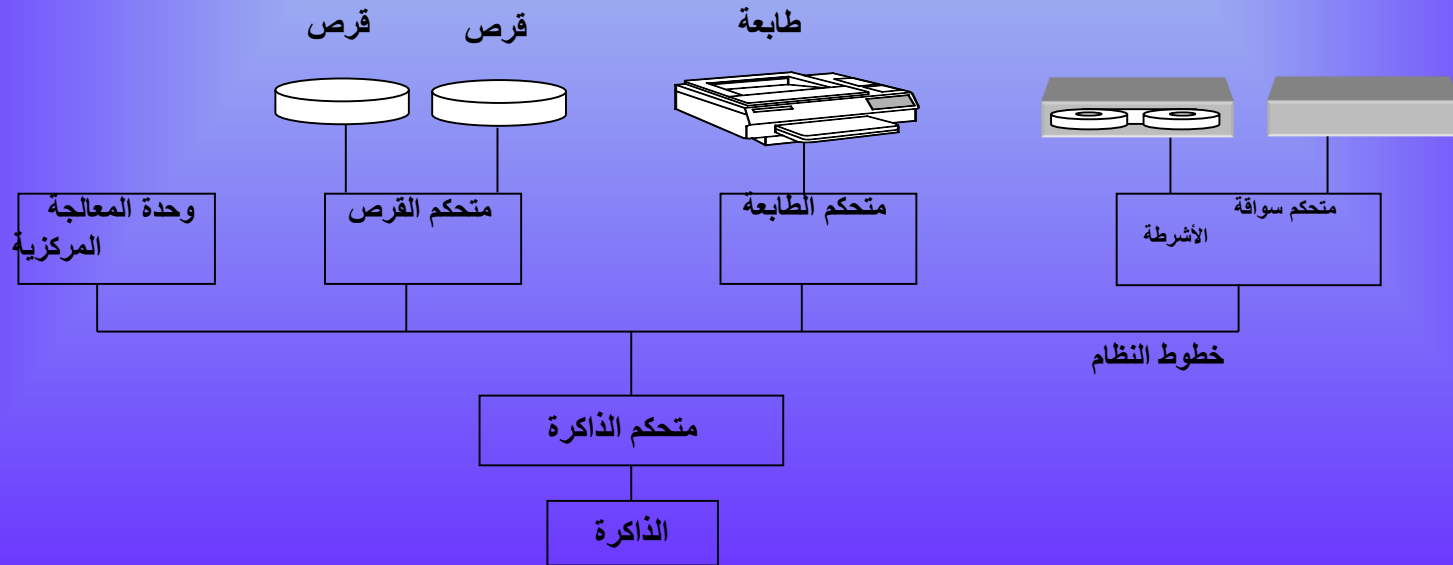 قرص
قرص
طابعة
وحدة المعالجة
المركزية
متحكم القرص
متحكم الطابعة
متحكم سواقة
الأشرطة
خطوط النظام
متحكم الذاكرة
الذاكرة